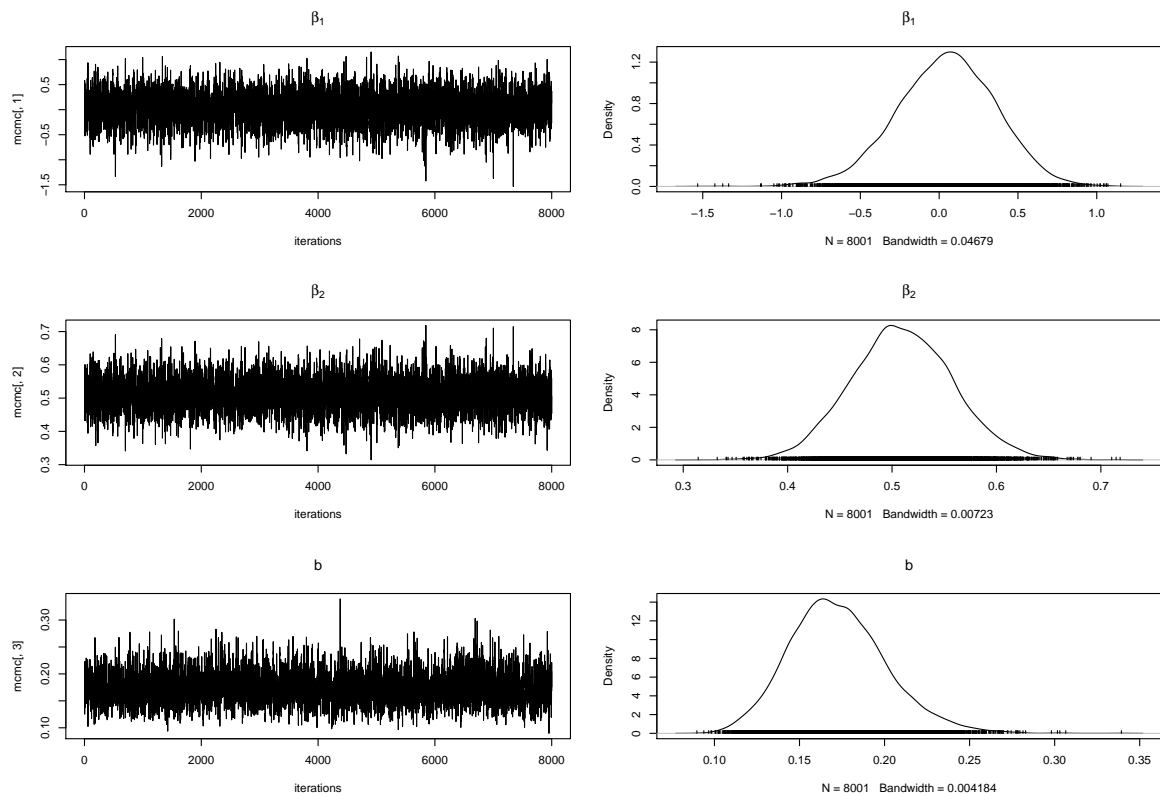 β1
mcmc[, 1]
−1.5 −0.5 0.5
0 2000 4000 6000 8000
iterations
β1
Density
0.0 0.4 0.8 1.2
−1.5 −1.0 −0.5 0.0 0.5 1.0
N = 8001 Bandwidth = 0.04679
β2
mcmc[, 2]
0.3 0.4 0.5 0.6 0.7
0 2000 4000 6000 8000
iterations
β2
Density
0 2 4 6 8
0.3 0.4 0.5 0.6 0.7
N = 8001 Bandwidth = 0.00723
b
mcmc[, 3]
0.10 0.20 0.30
0 2000 4000 6000 8000
iterations
b
Density
0 2 4 6 8 12
0.10 0.15 0.20 0.25 0.30 0.35
N = 8001 Bandwidth = 0.004184